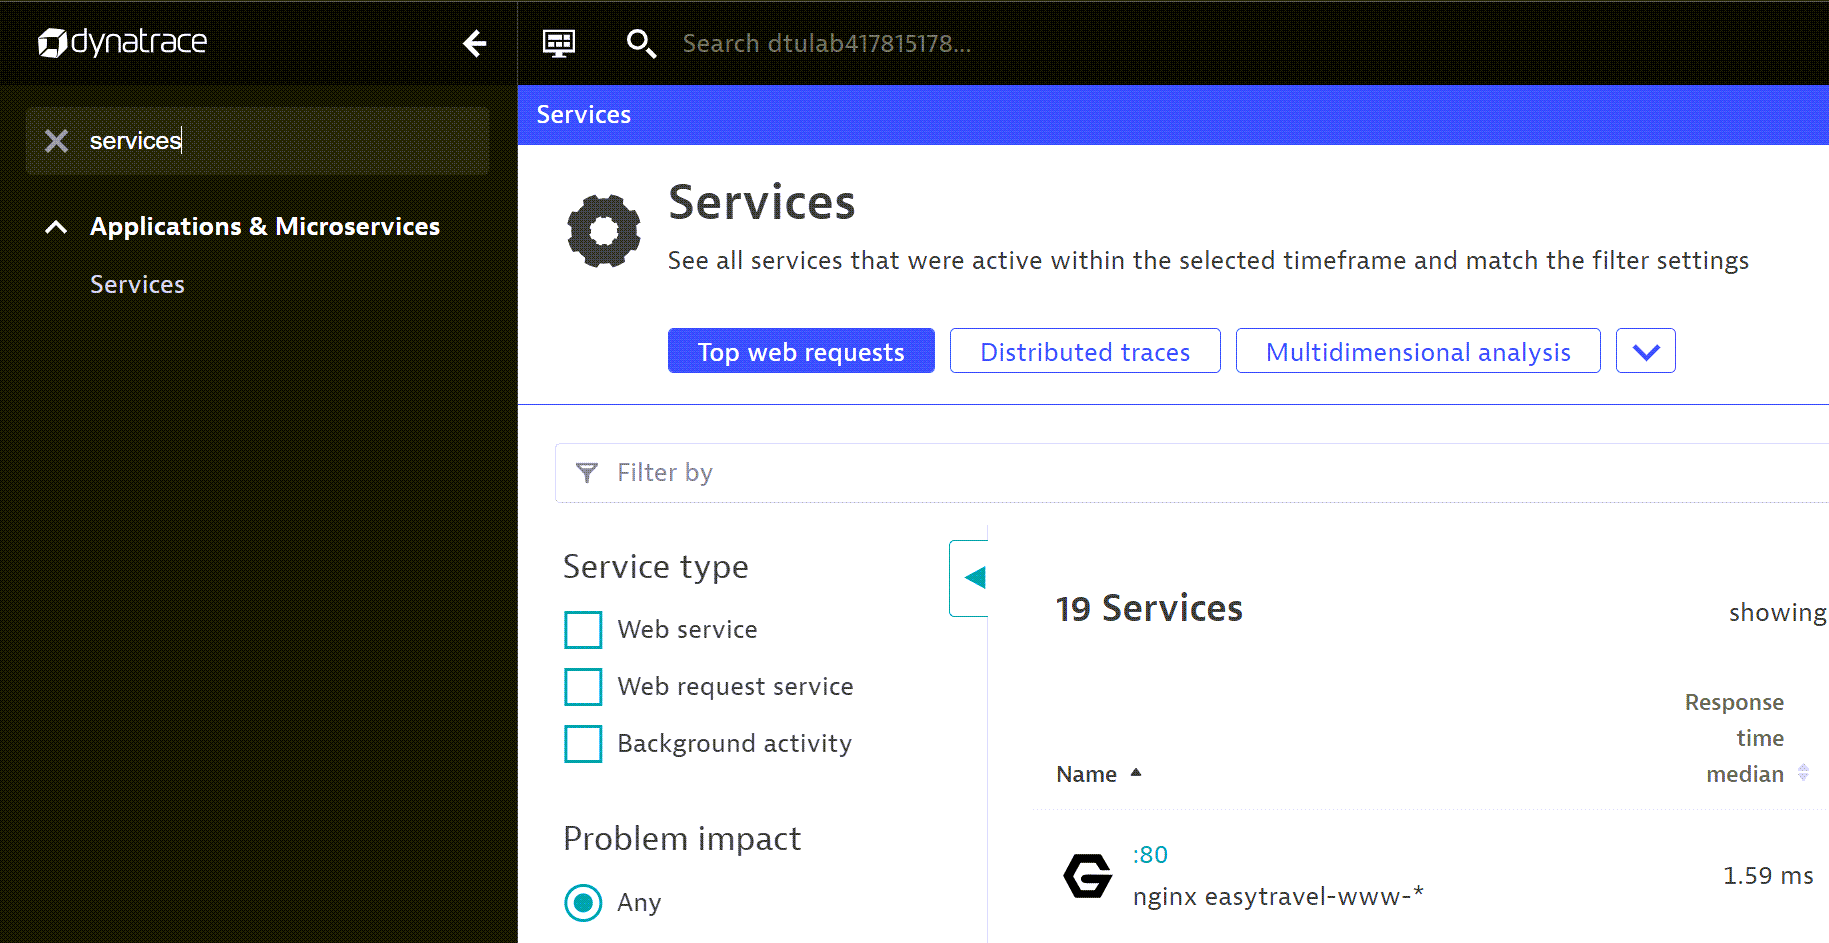 dynatrace
Search dtulab417815178...
services
Applications & Microservices
Services
Services
Services
See all services that were active within the selected timeframe and match the filter settings
Top web requests
Distributed traces
Multidimensional analysis
Filter by
Service type
Web service
Web request service
Background activity
Problem impact
Any
19 Services
showing
Name
Response
time
median
:80
nginx easytravel-www-*
1.59 ms